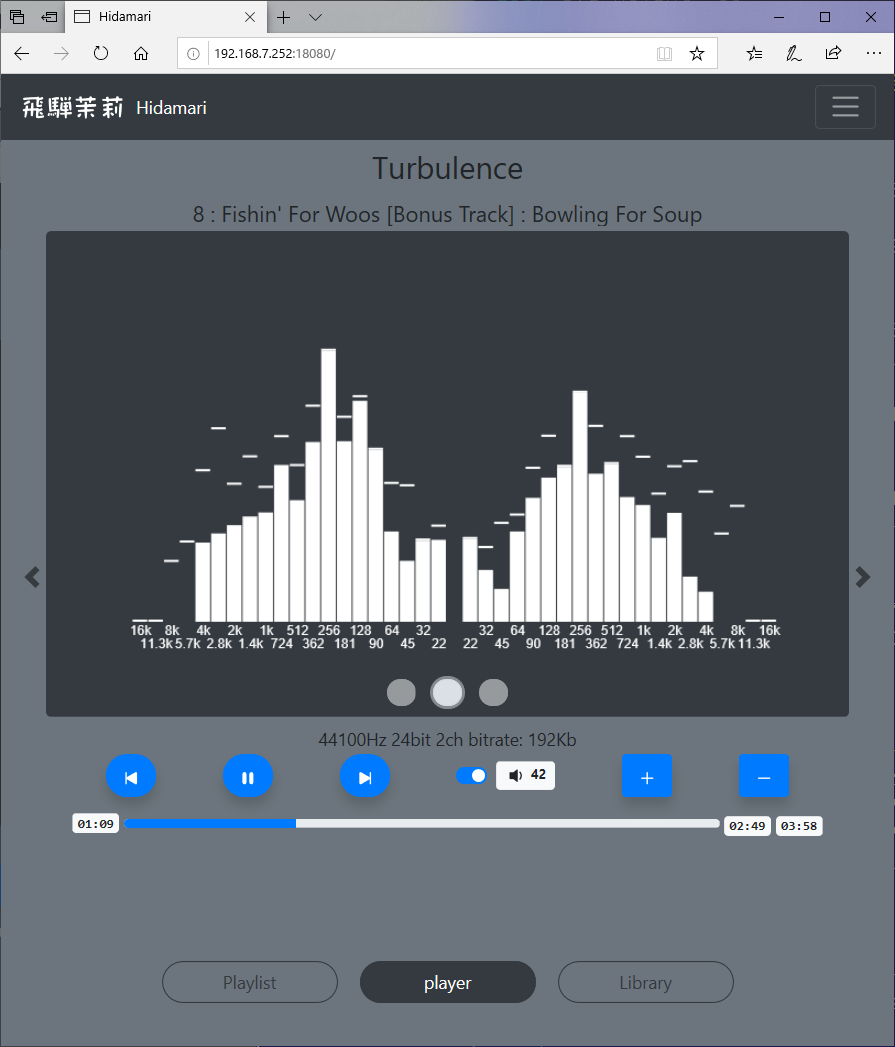 Hidamari
192.168.7.252:18080/
飛騨茉莉 Hidamari
Turbulence
8 : Fishin' For Woos [Bonus Track] : Bowling For Soup
16k 8k 4k 2k 1k 512 256 128 64 32 32 64 128 256 512 1k 2k 4k 8k 16k
11.3k 5.7k 2.8k 1.4k 724 362 181 90 45 22 22 45 90 181 362 724 1.4k 2.8k 5.7k 11.3k
44100Hz 24bit 2ch bitrate: 192Kb
42 + −
01:09 02:49 03:58
Playlist player Library